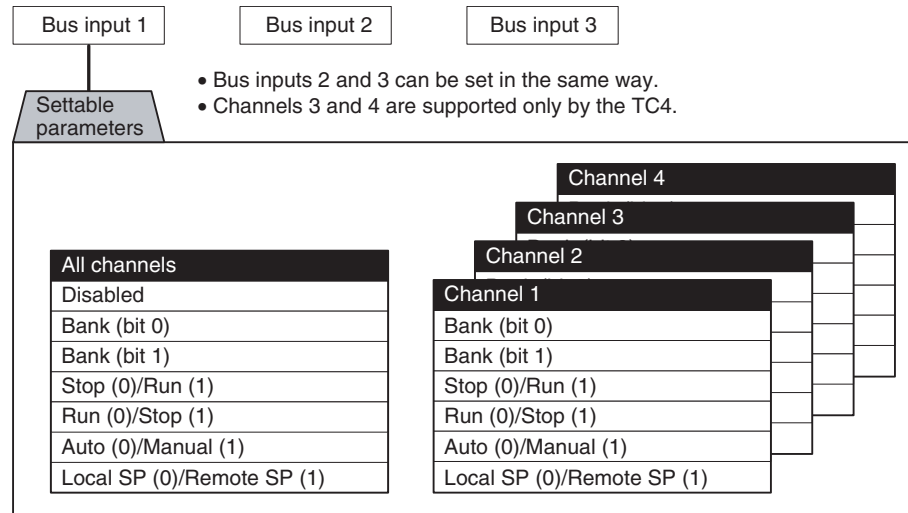 Bus input 1
Bus input 2
Bus input 3
• Bus inputs 2 and 3 can be set in the same way.
• Channels 3 and 4 are supported only by the TC4.
Settable
parameters
All channels
Disabled
Bank (bit 0)
Bank (bit 1)
Stop (0)/Run (1)
Run (0)/Stop (1)
Auto (0)/Manual (1)
Local SP (0)/Remote SP (1)
Channel 4
Channel 3
Channel 2
Channel 1
Bank (bit 0)
Bank (bit 1)
Stop (0)/Run (1)
Run (0)/Stop (1)
Auto (0)/Manual (1)
Local SP (0)/Remote SP (1)